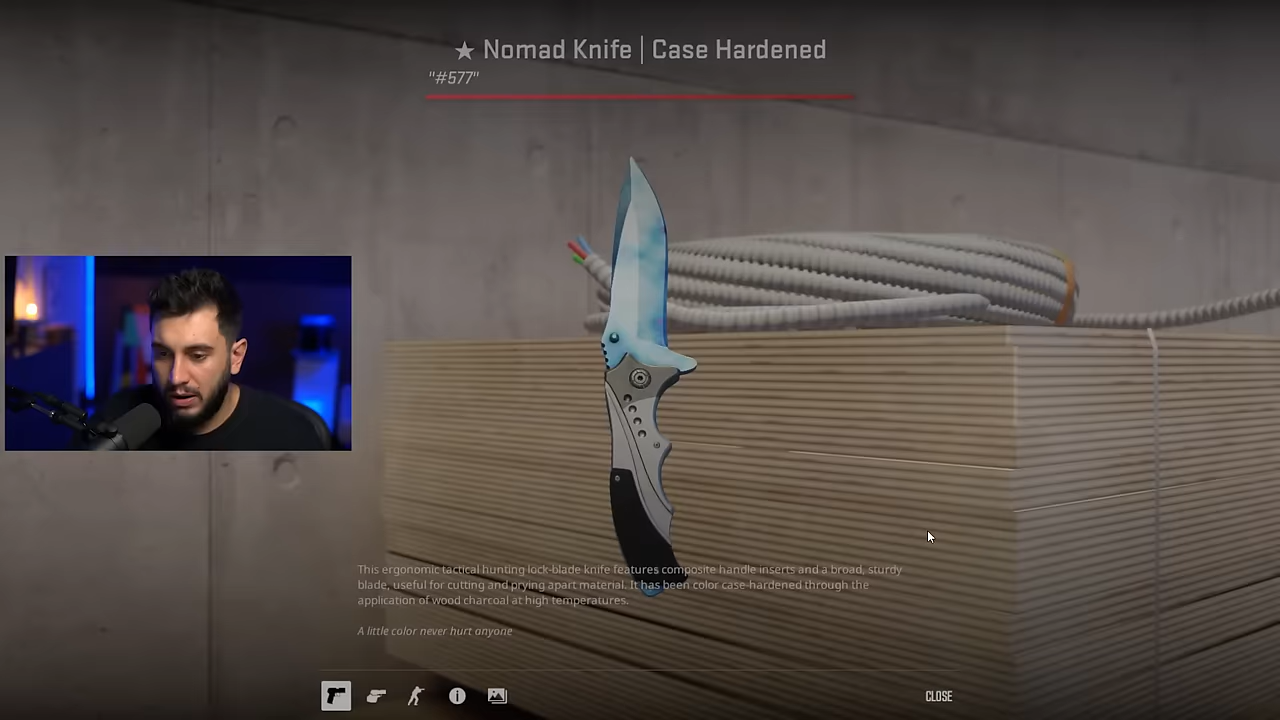 ★ Nomad Knife | Case Hardened
"#577"
This ergonomic tactical hunting lock-blade knife features composite handle inserts and a broad, sturdy
blade, useful for cutting and prying apart material. It has been color case-hardened through the
application of wood charcoal at high temperatures.
A little color never hurt anyone
CLOSE